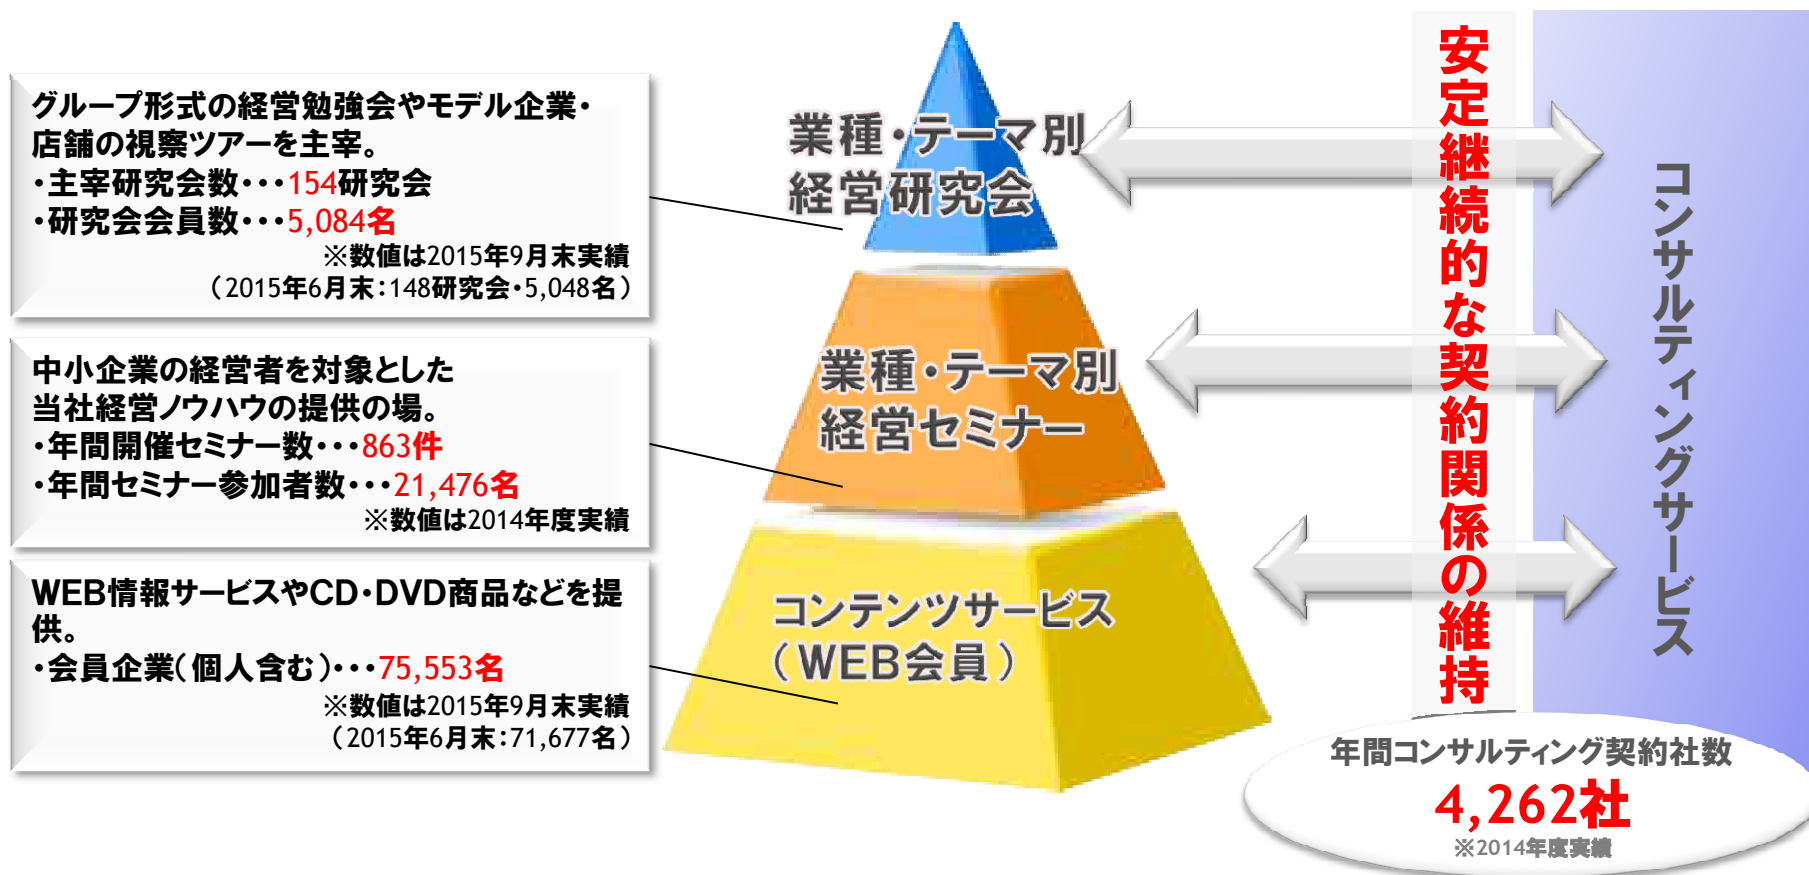 グループ形式の経営勉強会やモデル企業・
店舗の視察ツアーを主宰。
・主宰研究会数・・・154研究会
・研究会会員数・・・5,084名
※数値は2015年9月末実績
（2015年6月末：148研究会・5,048名）
中小企業の経営者を対象とした
当社経営ノウハウの提供の場。
・年間開催セミナー数・・・863件
・年間セミナー参加者数・・・21,476名
※数値は2014年度実績
WEB情報サービスやCD・DVD商品などを提
供。
・会員企業（個人含む）・・・75,553名
※数値は2015年9月末実績
（2015年6月末：71,677名）
業種・テーマ別
経営研究会
業種・テーマ別
経営セミナー
コンテンツサービス
（WEB会員）
安定継続的な契約関係の維持
コンサルティングサービス
年間コンサルティング契約社数
4,262社
※2014年度実績